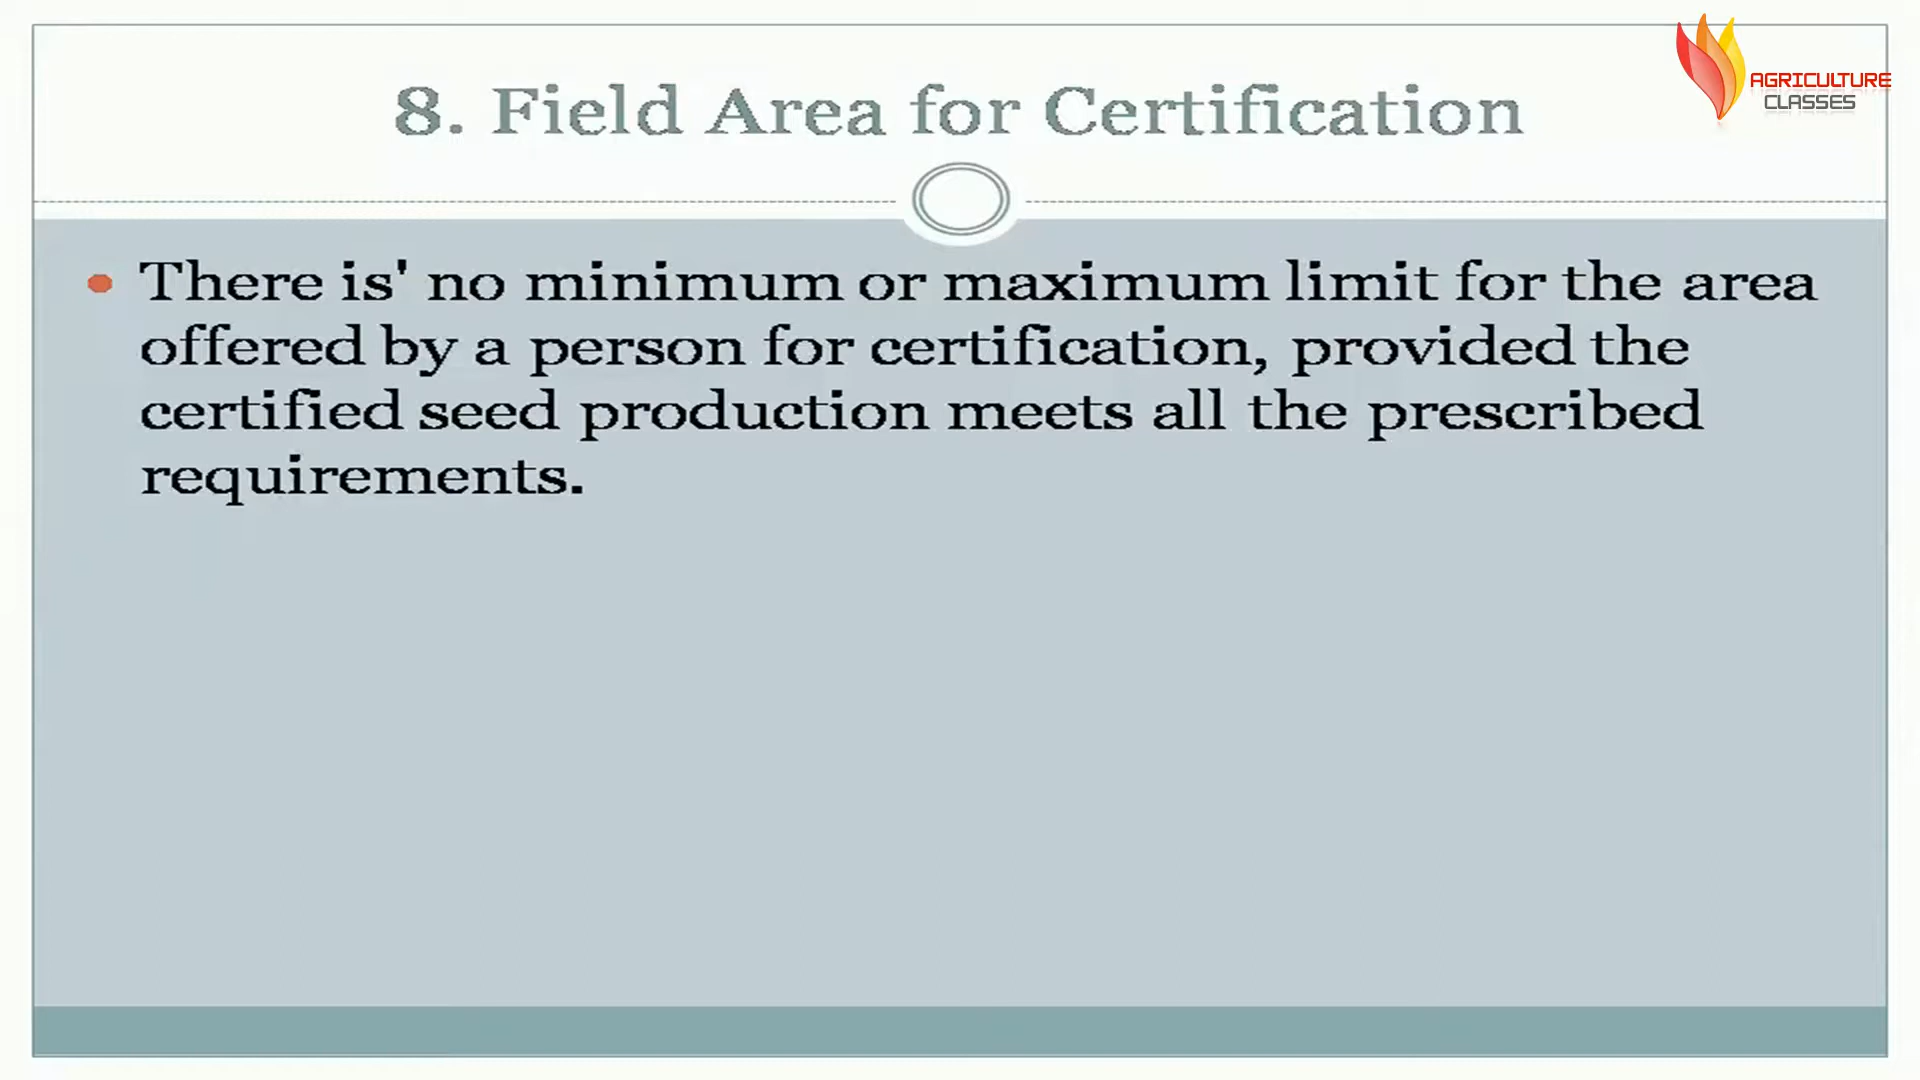 AGRICULTURE
CLASSES
8. Field Area for Certification
There is' no minimum or maximum limit for the area
offered by a person for certification, provided the
certified seed production meets all the prescribed
requirements.